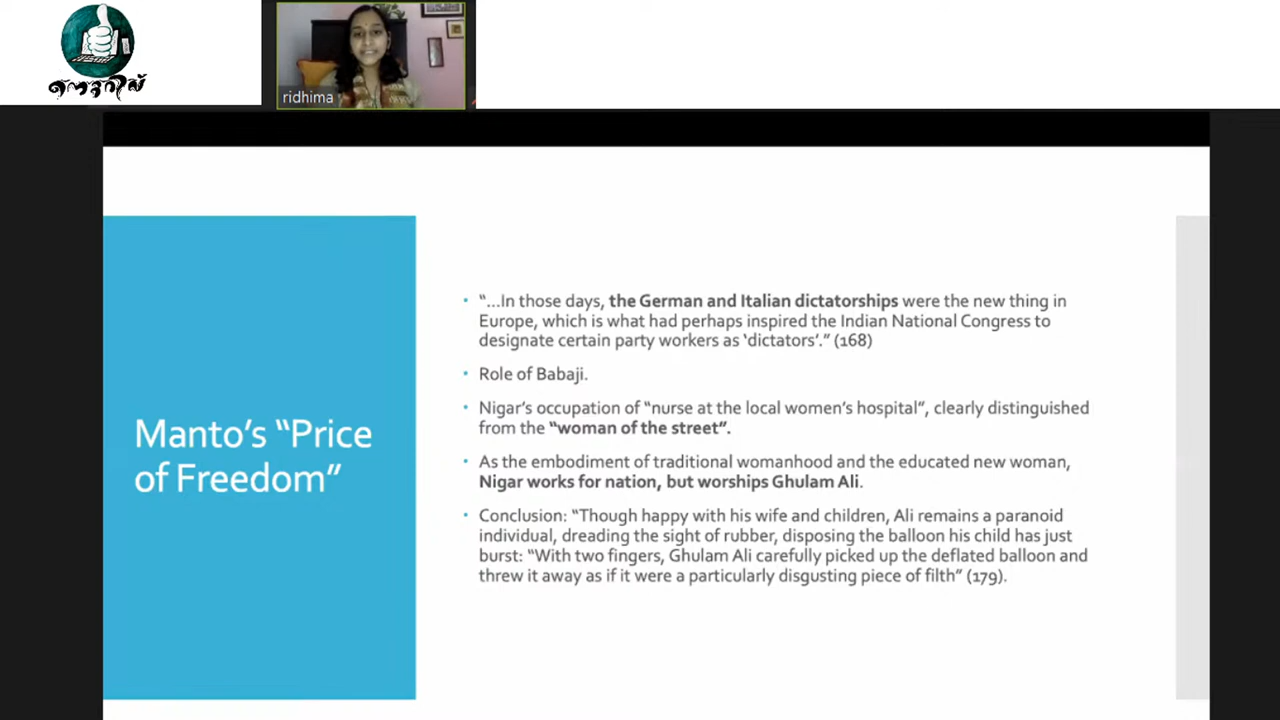 ridhima
Manto’s “Price
of Freedom”
“...In those days, the German and Italian dictatorships were the new thing in
Europe, which is what had perhaps inspired the Indian National Congress to
designate certain party workers as ‘dictators’.” (168)
Role of Babaji.
Nigar’s occupation of “nurse at the local women’s hospital”, clearly distinguished
from the “woman of the street”.
As the embodiment of traditional womanhood and the educated new woman,
Nigar works for nation, but worships Ghulam Ali.
Conclusion: “Though happy with his wife and children, Ali remains a paranoid
individual, dreading the sight of rubber, disposing the balloon his child has just
burst: “With two fingers, Ghulam Ali carefully picked up the deflated balloon and
threw it away as if it were a particularly disgusting piece of filth” (179).